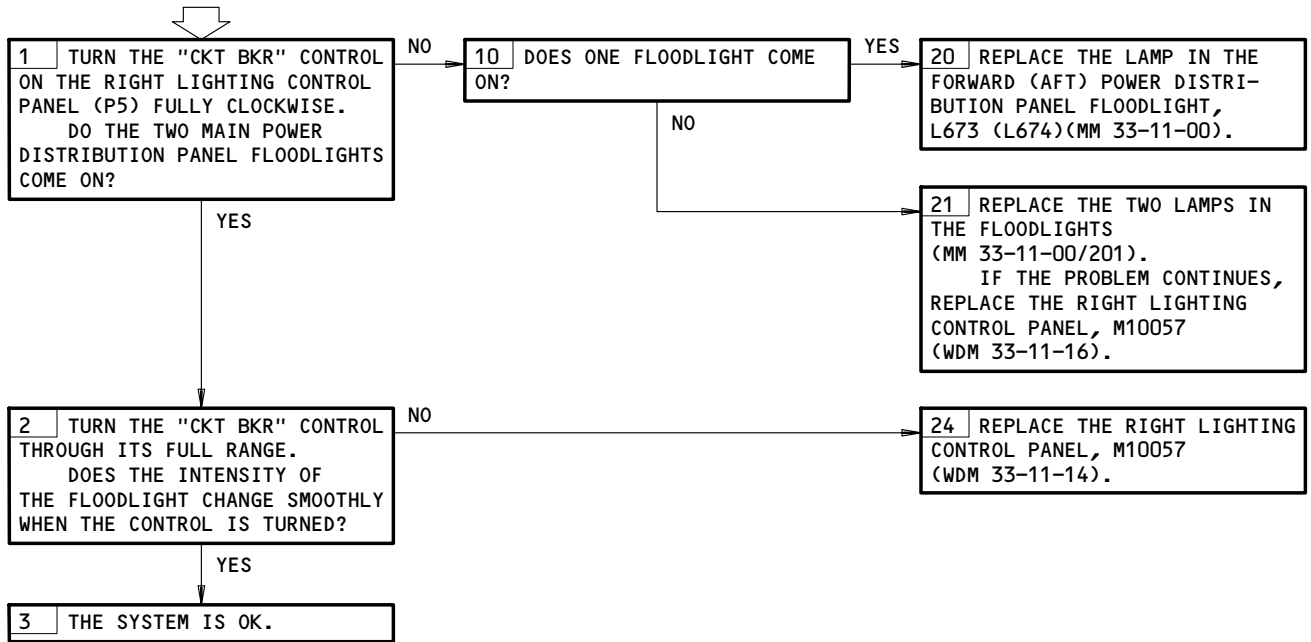 1 TURN THE "CKT BKR" CONTROL
ON THE RIGHT LIGHTING CONTROL
PANEL (P5) FULLY CLOCKWISE.
DO THE TWO MAIN POWER
DISTRIBUTION PANEL FLOODLIGHTS
COME ON?
NO
10 DOES ONE FLOODLIGHT COME
ON?
YES
20 REPLACE THE LAMP IN THE
FORWARD (AFT) POWER DISTRI-
BUTION PANEL FLOODLIGHT,
L673 (L674)(MM 33-11-00).
NO
21 REPLACE THE TWO LAMPS IN
THE FLOODLIGHTS
(MM 33-11-00/201).
IF THE PROBLEM CONTINUES,
REPLACE THE RIGHT LIGHTING
CONTROL PANEL, M10057
(WDM 33-11-16).
YES
2 TURN THE "CKT BKR" CONTROL
THROUGH ITS FULL RANGE.
DOES THE INTENSITY OF
THE FLOODLIGHT CHANGE SMOOTHLY
WHEN THE CONTROL IS TURNED?
NO
24 REPLACE THE RIGHT LIGHTING
CONTROL PANEL, M10057
(WDM 33-11-14).
YES
3 THE SYSTEM IS OK.